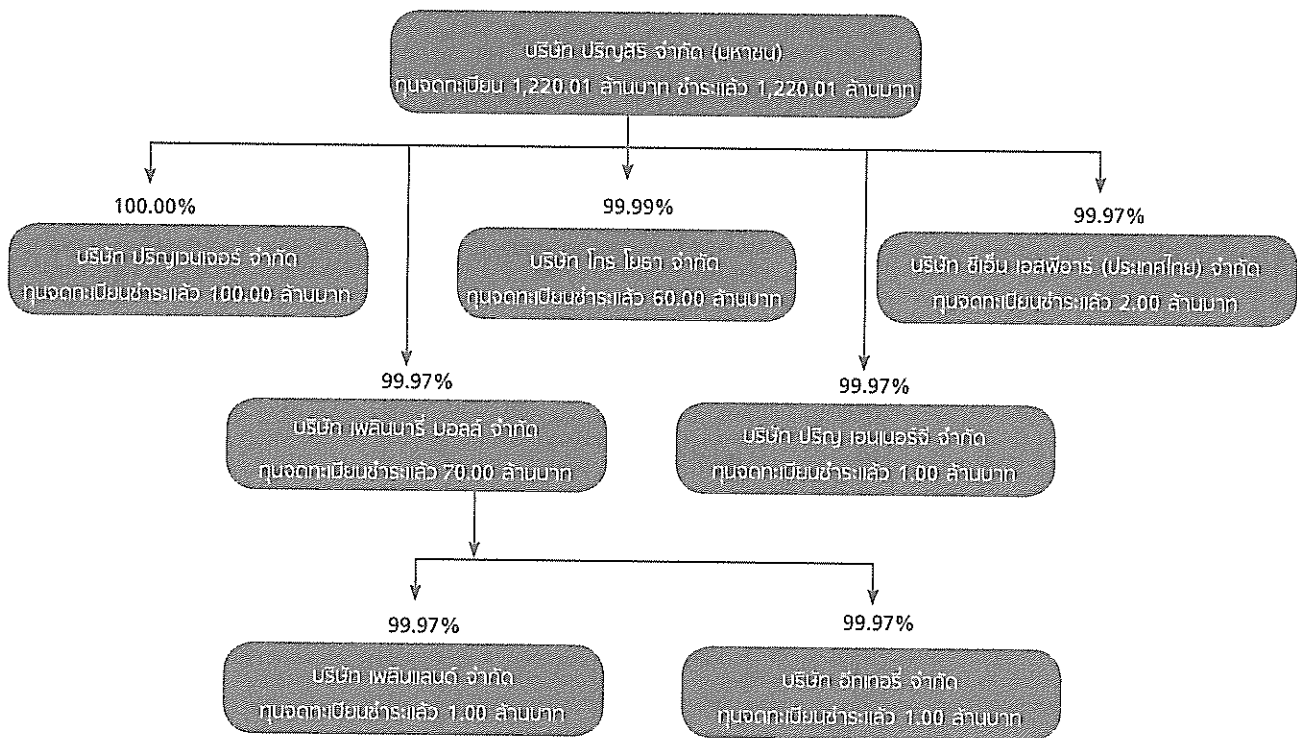 บริษัท ปริญสิริ จำกัด (มหาชน)
ทุนจดทะเบียน 1,220.01 ล้านบาท ชำระแล้ว 1,220.01 ล้านบาท
100.00%
99.99%
99.97%
บริษัท ปริญเวนเจอร์ จำกัด
ทุนจดทะเบียนชำระแล้ว 100.00 ล้านบาท
บริษัท ไกร โยธา จำกัด
ทุนจดทะเบียนชำระแล้ว 60.00 ล้านบาท
บริษัท ซีเอ็น เอสพีอาร์ (ประเทศไทย) จำกัด
ทุนจดทะเบียนชำระแล้ว 2.00 ล้านบาท
99.97%
99.97%
บริษัท เพลินนารี่ มอลล์ จำกัด
ทุนจดทะเบียนชำระแล้ว 70.00 ล้านบาท
บริษัท ปริญ เอนเนอร์จี จำกัด
ทุนจดทะเบียนชำระแล้ว 1.00 ล้านบาท
99.97%
99.97%
บริษัท เพลินแลนด์ จำกัด
ทุนจดทะเบียนชำระแล้ว 1.00 ล้านบาท
บริษัท อีทเทอรี่ จำกัด
ทุนจดทะเบียนชำระแล้ว 1.00 ล้านบาท